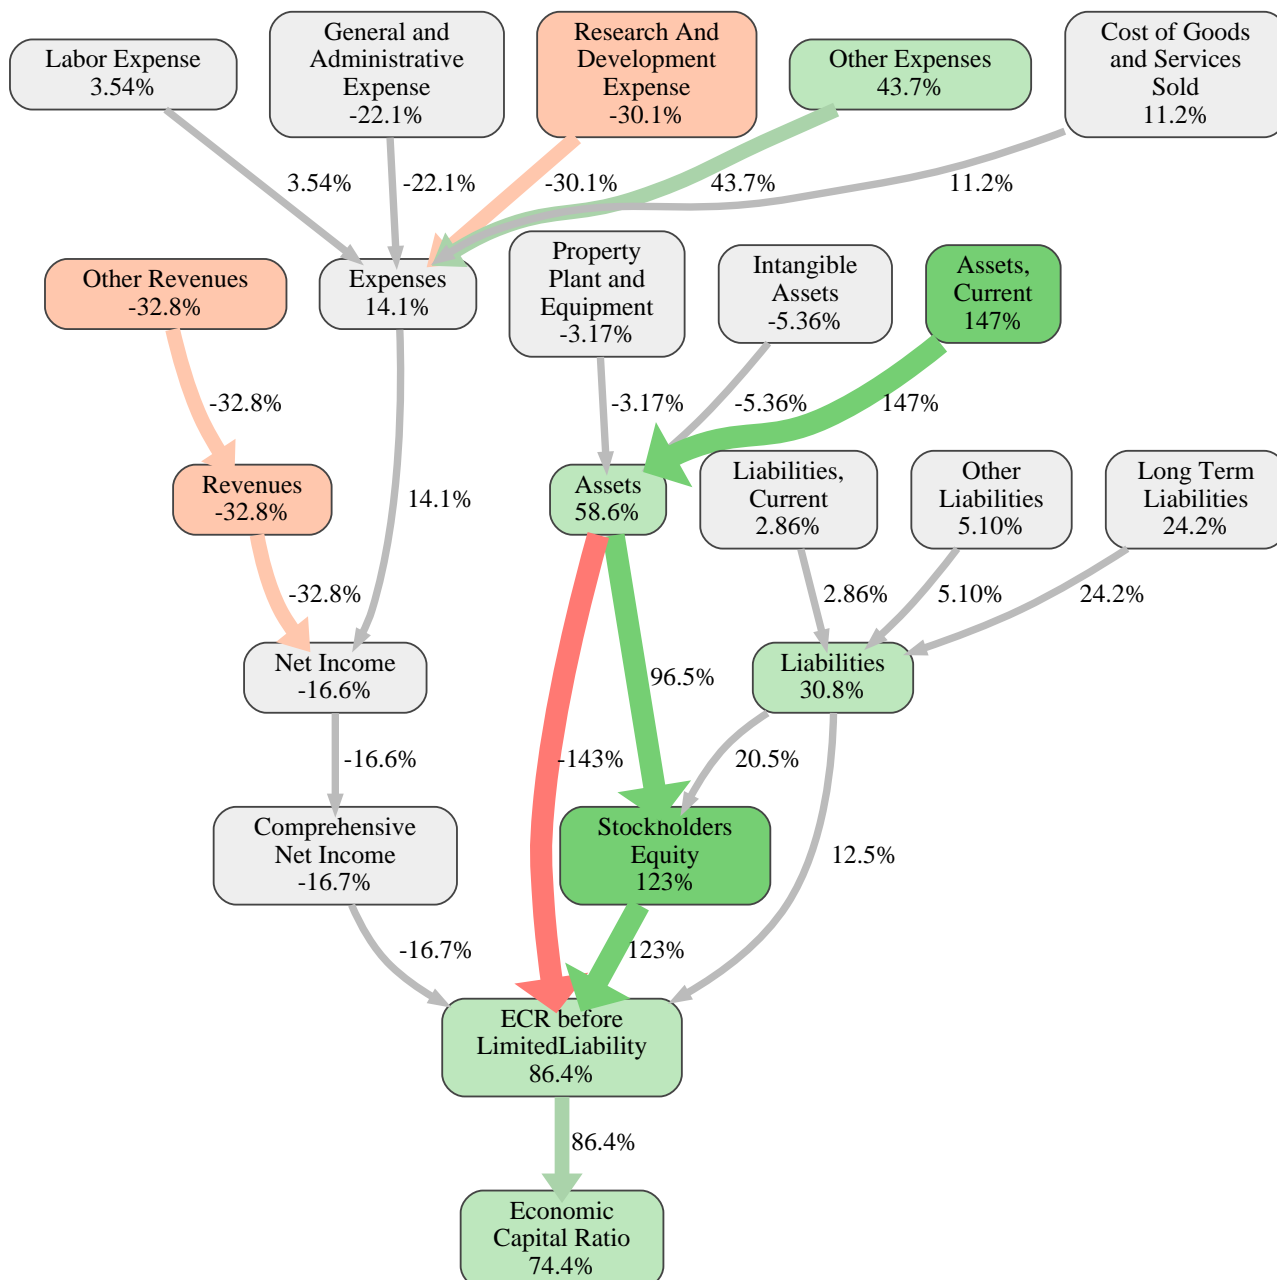 Labor Expense
3.54%
General and
Administrative
Expense
-22.1%
Research And
Development
Expense
-30.1%
Other Expenses
43.7%
Cost of Goods
and Services
Sold
11.2%
3.54%
-22.1%
-30.1%
43.7%
11.2%
Other Revenues
-32.8%
Expenses
14.1%
Property
Plant and
Equipment
-3.17%
Intangible
Assets
-5.36%
Assets,
Current
147%
-32.8%
-3.17%
-5.36%
147%
Revenues
-32.8%
14.1%
Assets
58.6%
Liabilities,
Current
2.86%
Other
Liabilities
5.10%
Long Term
Liabilities
24.2%
-32.8%
2.86%
5.10%
24.2%
Net Income
-16.6%
96.5%
Liabilities
30.8%
-16.6%
-143%
20.5%
Comprehensive
Net Income
-16.7%
Stockholders
Equity
123%
12.5%
-16.7%
123%
ECR before
LimitedLiability
86.4%
86.4%
Economic
Capital Ratio
74.4%